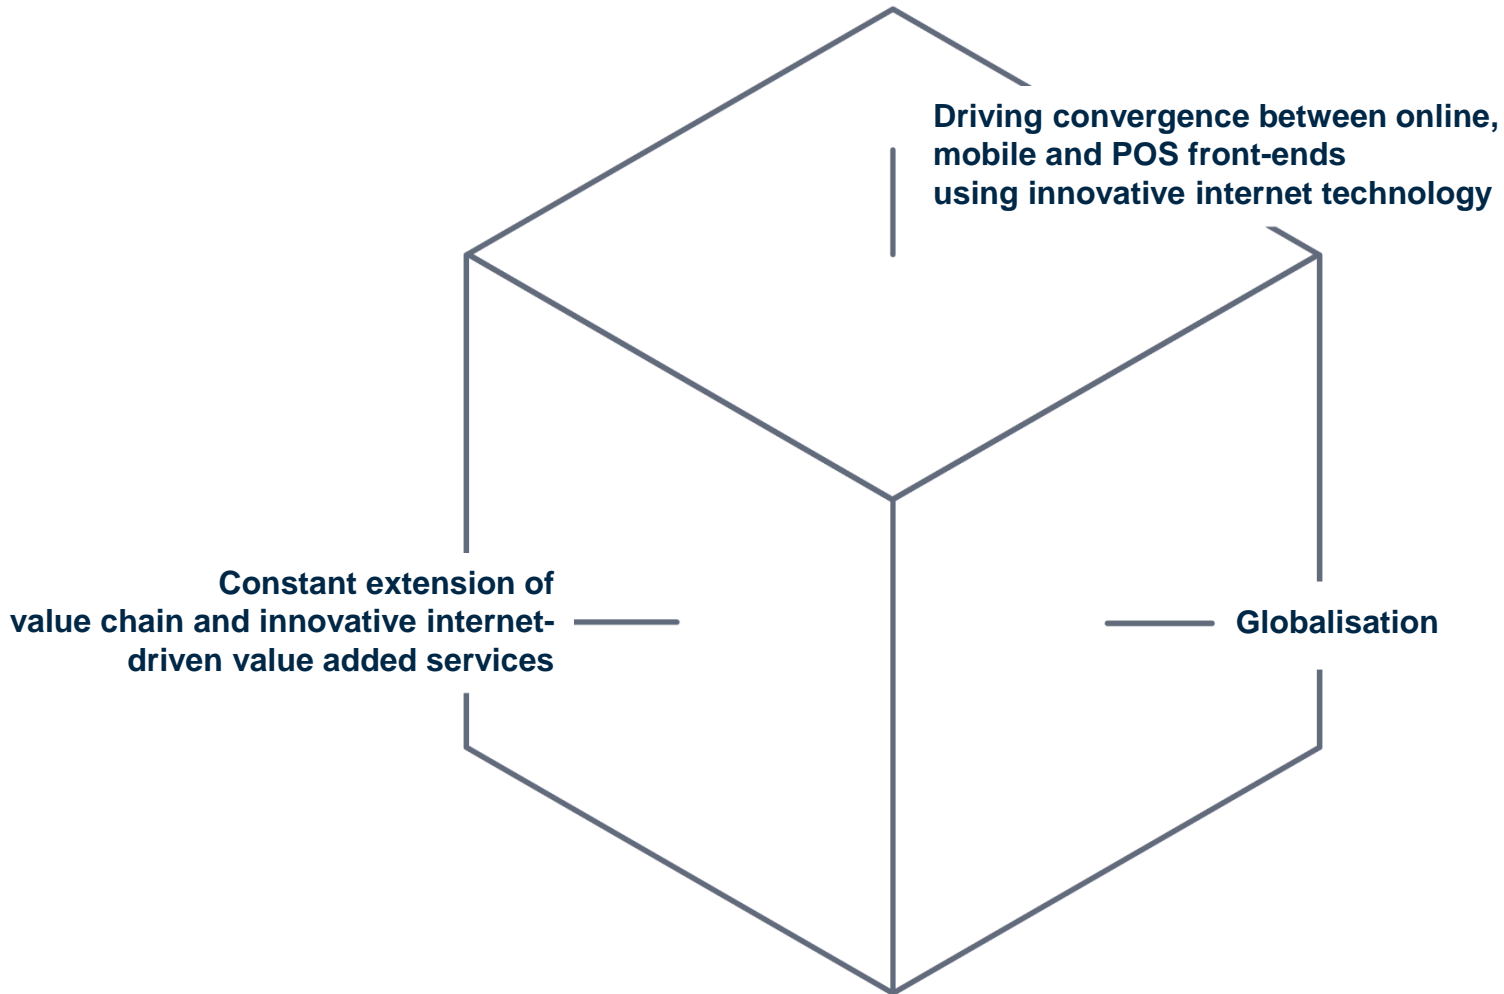 Driving convergence between online,
mobile and POS front-ends
using innovative internet technology
Constant extension of
value chain and innovative internet-
driven value added services
Globalisation